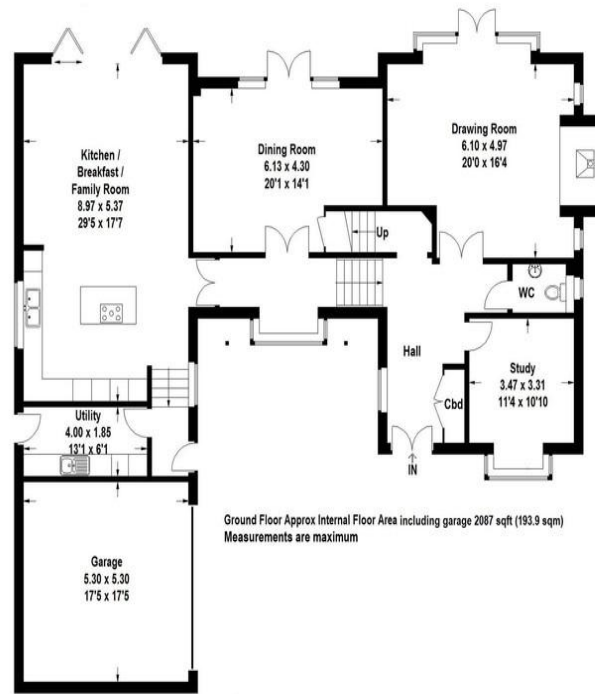 Kitchen /
Breakfast /
Family Room
8.97 x 5.37
29'5 x 17'7
Dining Room
6.13 x 4.30
20'1 x 14'1
Drawing Room
6.10 x 4.97
20'0 x 16'4
Up
WC
Hall
Study
3.47 x 3.31
11'4 x 10'10
Cbd
IN
Utility
4.00 x 1.85
13'1 x 6'1
Garage
5.30 x 5.30
17'5 x 17'5
Ground Floor Approx Internal Floor Area including garage 2087 sqft (193.9 sqm)
Measurements are maximum